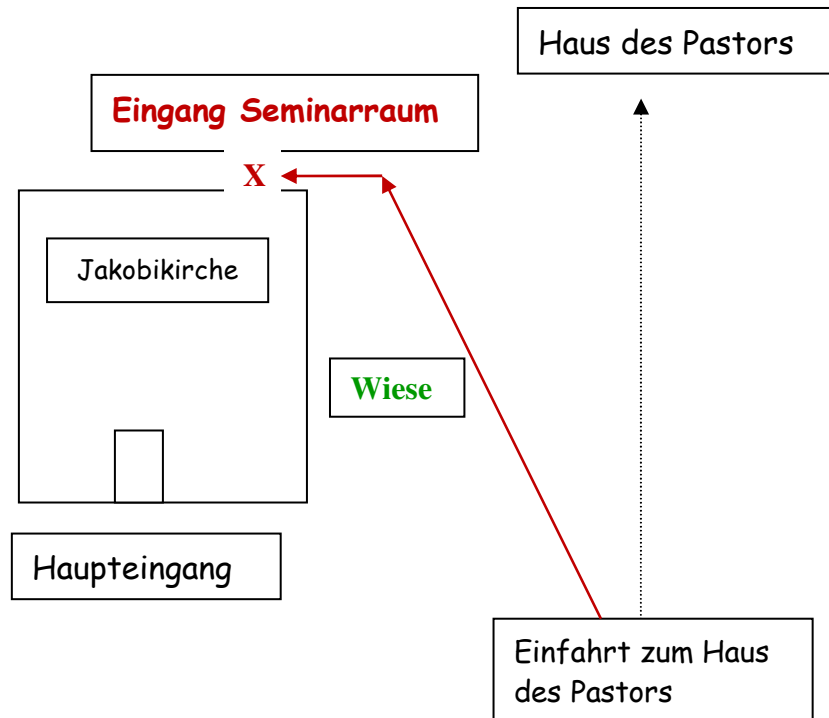 Haus des Pastors
Eingang Seminarraum
X
Jakobikirche
Wiese
Haupteingang
Einfahrt zum Haus
des Pastors